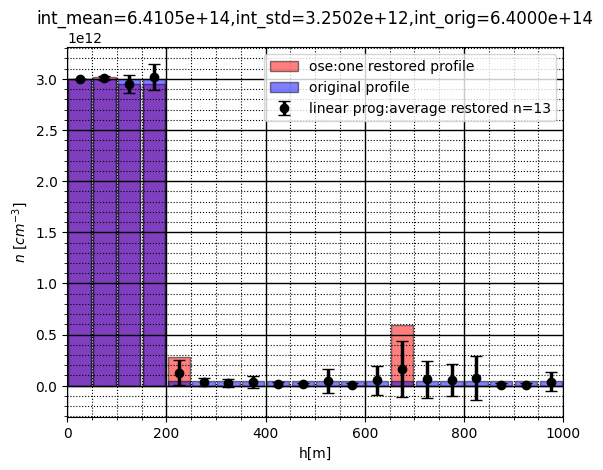 int_mean=6.4105e+14,int_std=3.2502e+12,int_orig=6.4000e+14
1e12
ose:one restored profile
original profile
linear prog:average restored n=13
3.0
2.5
2.0
1.5
1.0
0.5
0.0
n [cm⁻³]
0 200 400 600 800 1000
h[m]